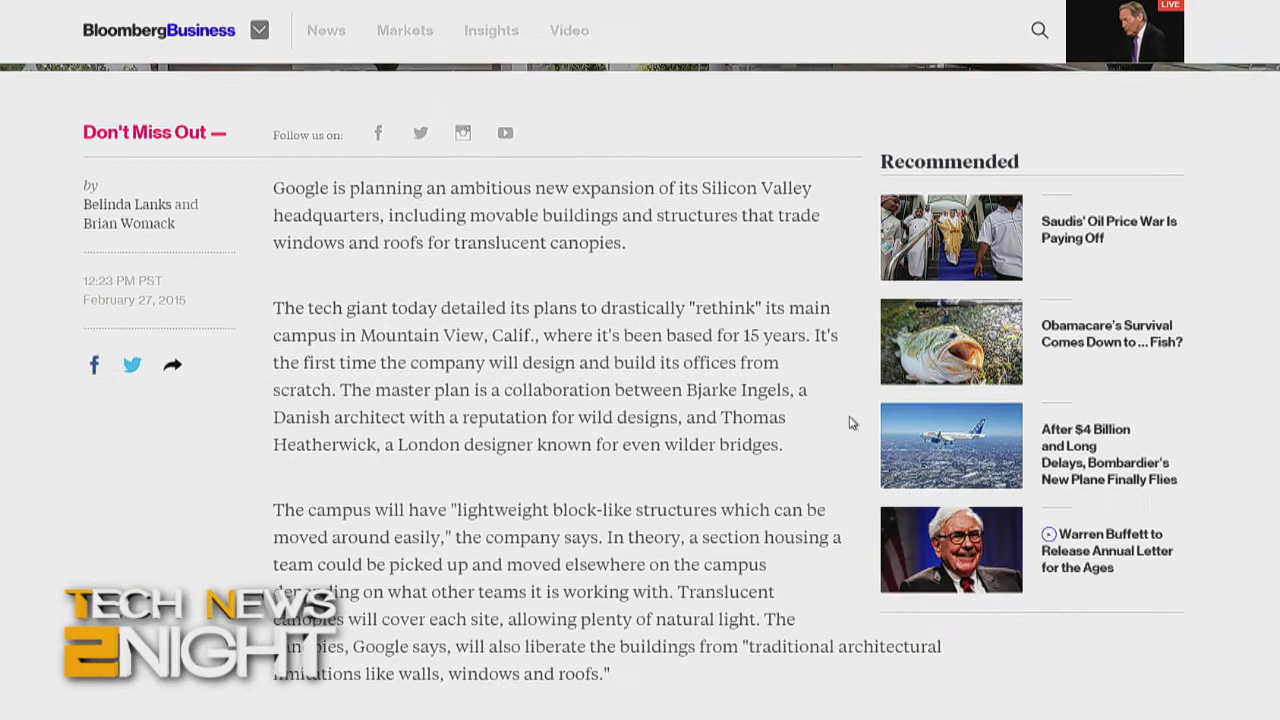 BloombergBusiness
News
Markets
Insights
Video
LIVE
Don't Miss Out —
Follow us on:
by
Belinda Lanks and
Brian Womack
12:23 PM PST
February 27, 2015
Google is planning an ambitious new expansion of its Silicon Valley
headquarters, including movable buildings and structures that trade
windows and roofs for translucent canopies.
The tech giant today detailed its plans to drastically "rethink" its main
campus in Mountain View, Calif., where it's been based for 15 years. It's
the first time the company will design and build its offices from
scratch. The master plan is a collaboration between Bjarke Ingels, a
Danish architect with a reputation for wild designs, and Thomas
Heatherwick, a London designer known for even wilder bridges.
The campus will have "lightweight block-like structures which can be
moved around easily," the company says. In theory, a section housing a
team could be picked up and moved elsewhere on the campus
depending on what other teams it is working with. Translucent
canopies will cover each site, allowing plenty of natural light. The
canopies, Google says, will also liberate the buildings from "traditional architectural
limitations like walls, windows and roofs."
Recommended
Saudis' Oil Price War Is
Paying Off
Obamacare's Survival
Comes Down to ... Fish?
After $4 Billion
and Long
Delays, Bombardier's
New Plane Finally Flies
Warren Buffett to
Release Annual Letter
for the Ages
TECH NEWS
2NIGHT